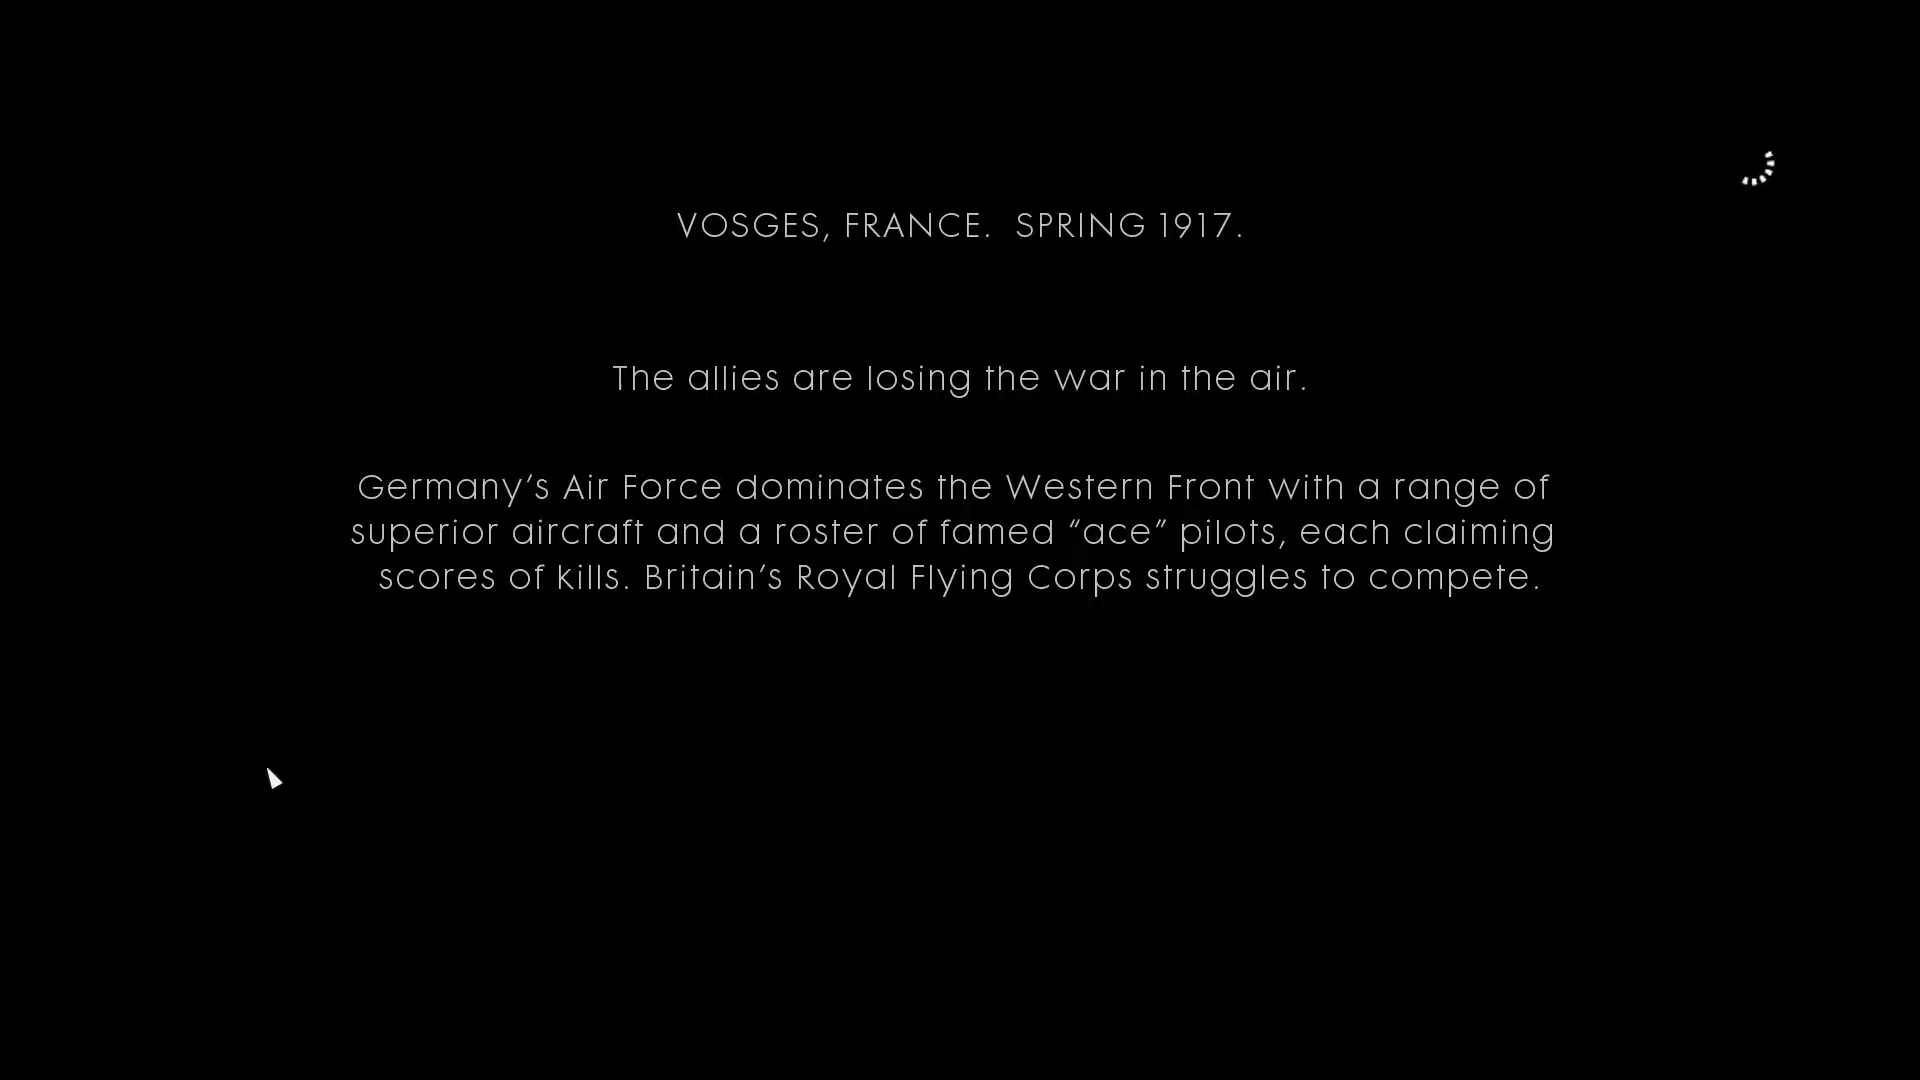 VOSGES, FRANCE.  SPRING 1917.
The allies are losing the war in the air.
Germany’s Air Force dominates the Western Front with a range of
superior aircraft and a roster of famed “ace” pilots, each claiming
scores of kills. Britain’s Royal Flying Corps struggles to compete.